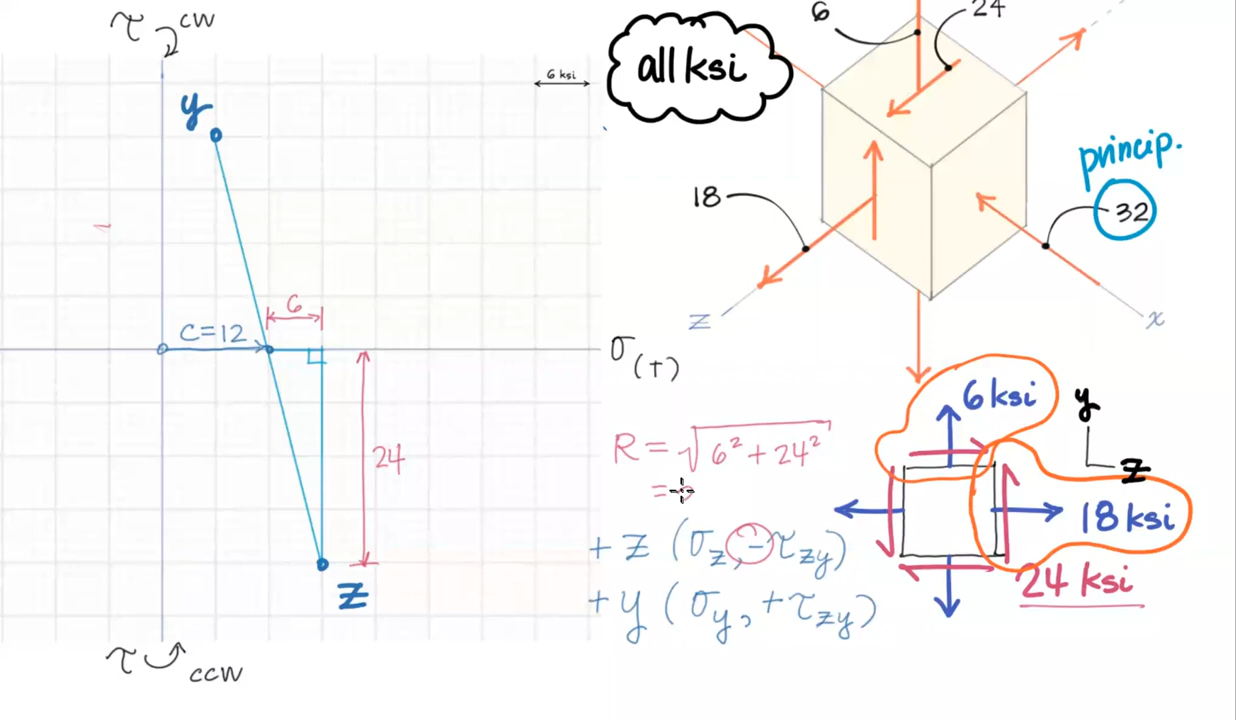 τ CW
y
6 ksi
C=12
6
24
z
τ CCW
σ(+)
all ksi
6
24
18
princip.
32
z
x
R = √6² + 24²
=
+ z (σz, -τzy)
+ y (σy, +τzy)
6 ksi
y
z
18 ksi
24 ksi